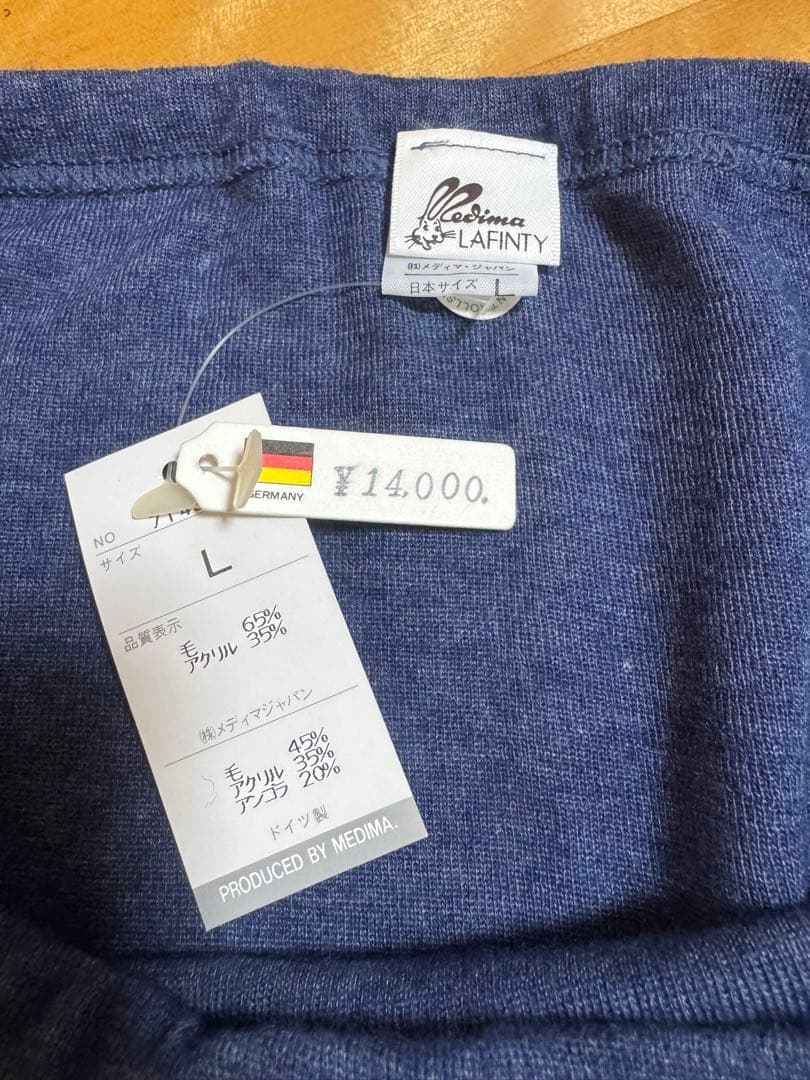 Medima
LAFINTY
㈱メディマ・ジャパン
日本サイズ L
GERMANY
¥14,000.
NO
サイズ
L
品質表示
毛 65%
アクリル 35%
㈱メディマジャパン
毛 45%
アクリル 35%
アンゴラ 20%
ドイツ製
PRODUCED BY MEDIMA.